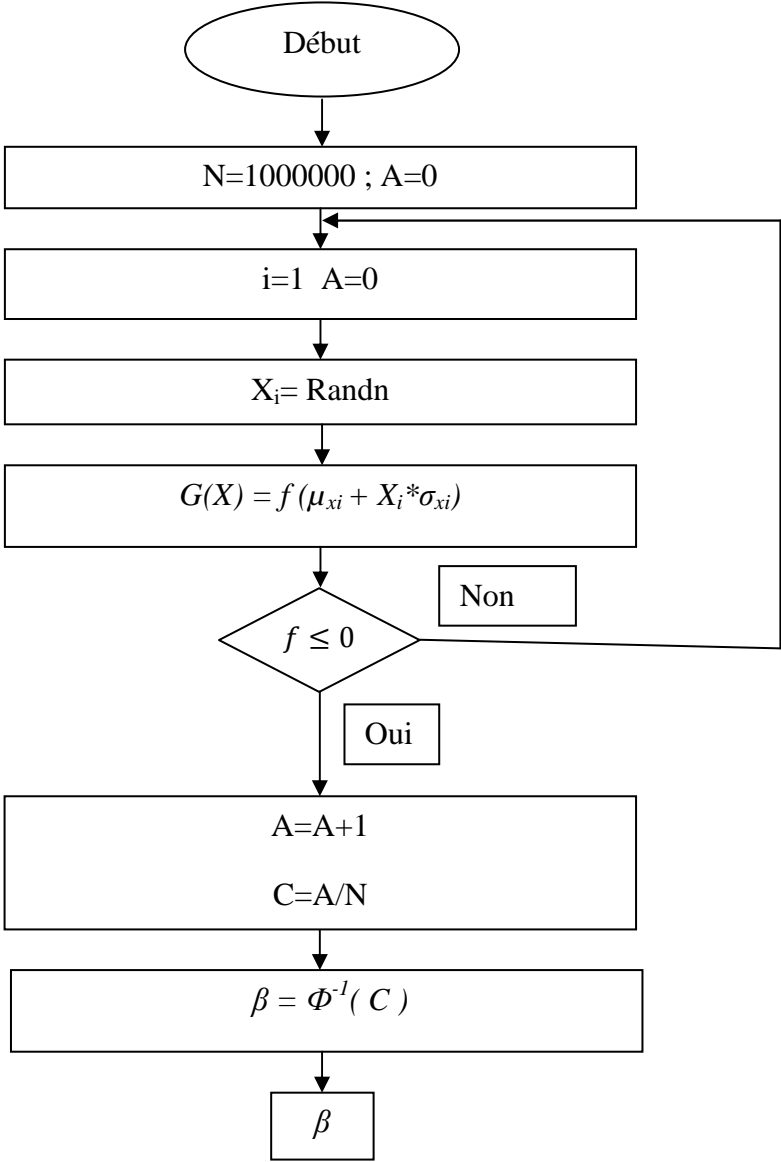 Début
N=1000000 ; A=0
i=1 A=0
Xᵢ= Randn
G(X) = f (μₓᵢ + Xᵢ*σₓᵢ)
Non
f ≤ 0
Oui
A=A+1
C=A/N
β = Φ⁻¹( C )
β